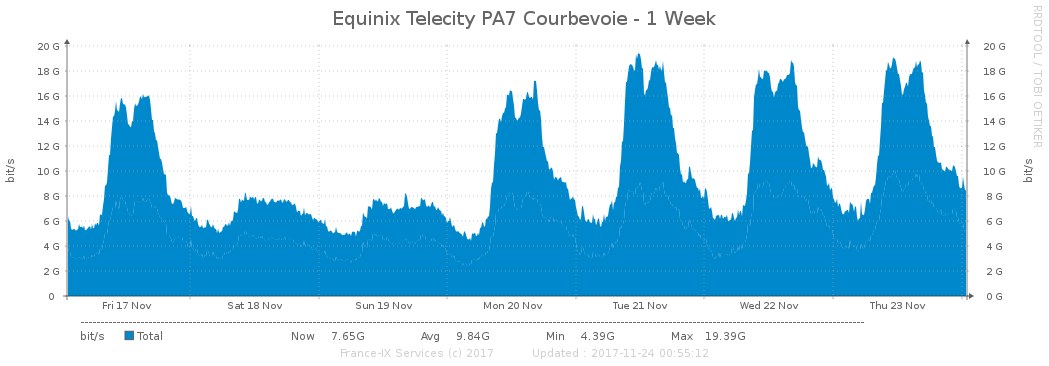 Equinix Telecity PA7 Courbevoie - 1 Week
RRDTOOL / TOBI OETIKER
bit/s
20 G 20 G
18 G 18 G
16 G 16 G
14 G 14 G
12 G 12 G
10 G 10 G
8 G 8 G
6 G 6 G
4 G 4 G
2 G 2 G
0 0 G
bit/s
Fri 17 Nov Sat 18 Nov Sun 19 Nov Mon 20 Nov Tue 21 Nov Wed 22 Nov Thu 23 Nov
bit/s Total Now 7.65G Avg 9.84G Min 4.39G Max 19.39G
France-IX Services (c) 2017 Updated : 2017-11-24 00:55:12